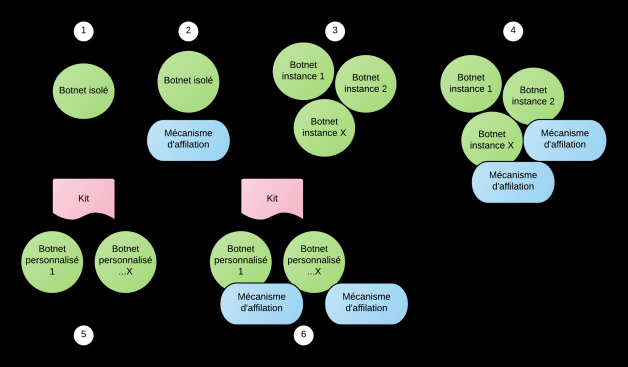 1
Botnet isolé
2
Botnet isolé
Mécanisme
d'affilation
3
Botnet
instance 1
Botnet
instance 2
Botnet
instance X
4
Botnet
instance 1
Botnet
instance 2
Botnet
instance X
Mécanisme
d'affilation
Mécanisme
d'affilation
Kit
Botnet
personnalisé
1
Botnet
personnalisé
...X
5
Kit
Botnet
personnalisé
1
Botnet
personnalisé
...X
Mécanisme
d'affilation
Mécanisme
d'affilation
6